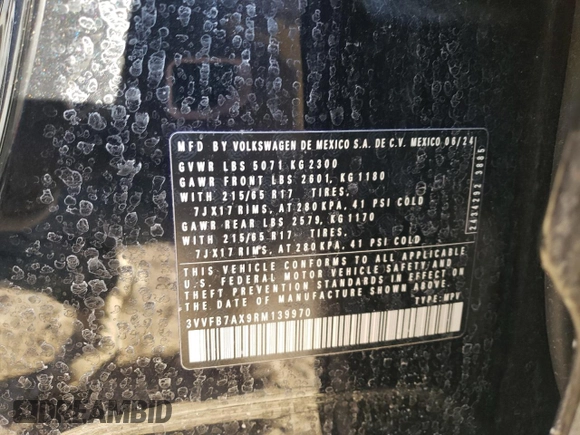 MFD BY VOLKSWAGEN DE MEXICO S.A. DE C.V. MEXICO 06/24
GVWR LBS 5071 KG 2300
GAWR FRONT LBS 2601, KG 1180
WITH 215/65 R17 TIRES,
7JX17 RIMS, AT 280 KPA, 41 PSI COLD
GAWR REAR LBS 2579, KG 1170
WITH 215/65 R17 TIRES,
7JX17 RIMS, AT 280 KPA, 41 PSI COLD
THIS VEHICLE CONFORMS TO ALL APPLICABLE
U.S. FEDERAL MOTOR VEHICLE SAFETY AND
THEFT PREVENTION STANDARDS IN EFFECT ON
THE DATE OF MANUFACTURE SHOWN ABOVE.
3VVFB7AX9RM139970
TYPE: MPV
DREAMBID